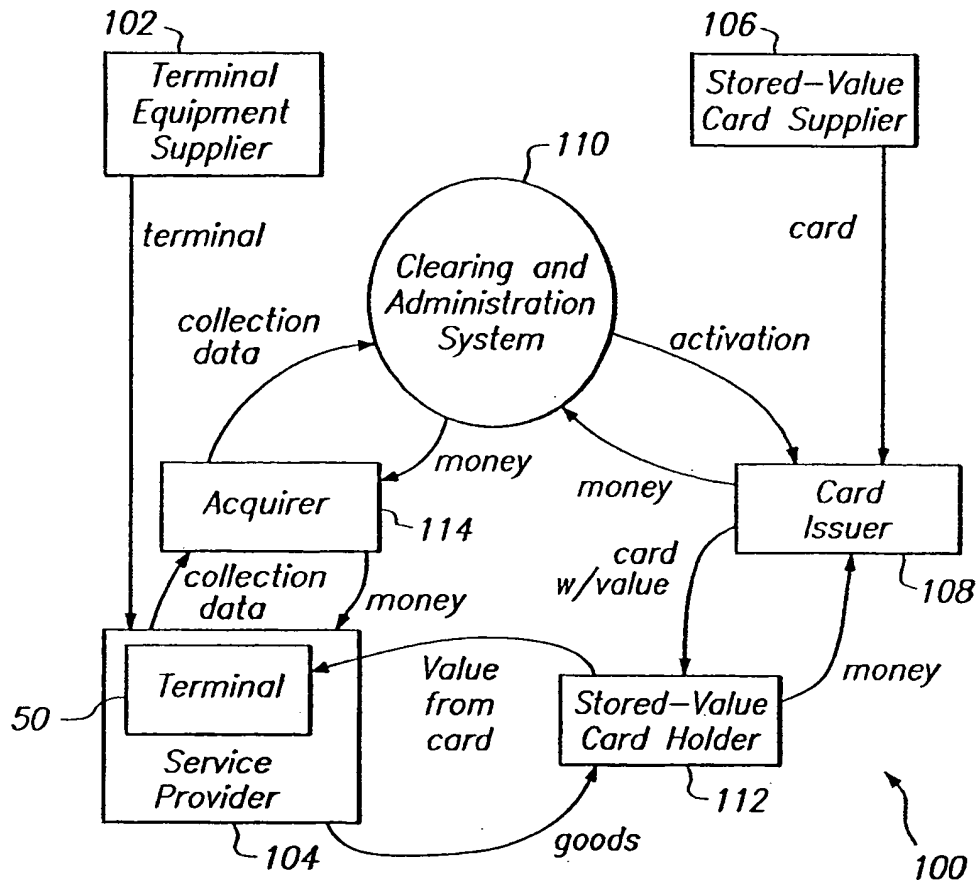 102
Terminal
Equipment
Supplier
106
Stored-Value
Card Supplier
110
terminal
card
Clearing and
Administration
System
collection
data
activation
money
money
Acquirer
114
Card
Issuer
108
collection
data
money
card
w/value
money
Terminal
50
Value
from
card
Stored-Value
Card Holder
112
Service
Provider
104
goods
100